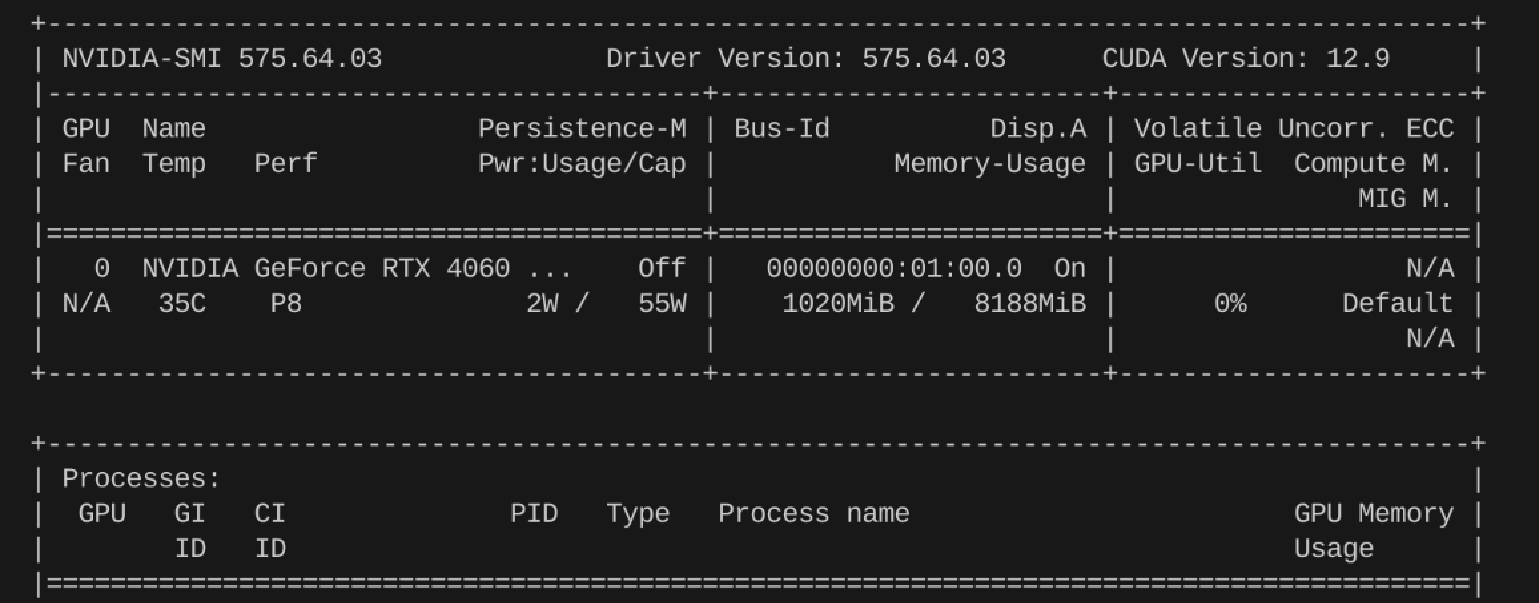 +-----------------------------------------------------------------------------------------+
| NVIDIA-SMI 575.64.03              Driver Version: 575.64.03      CUDA Version: 12.9     |
|-----------------------------------------+------------------------+----------------------+
| GPU  Name                 Persistence-M | Bus-Id          Disp.A | Volatile Uncorr. ECC |
| Fan  Temp   Perf          Pwr:Usage/Cap |           Memory-Usage | GPU-Util  Compute M. |
|                                         |                        |               MIG M. |
|=========================================+========================+======================|
|   0  NVIDIA GeForce RTX 4060 ...    Off |   00000000:01:00.0  On |                  N/A |
| N/A   35C    P8              2W /   55W |    1020MiB /   8188MiB |      0%      Default |
|                                         |                        |                  N/A |
+-----------------------------------------+------------------------+----------------------+

+-----------------------------------------------------------------------------------------+
| Processes:                                                                              |
|  GPU   GI   CI              PID   Type   Process name                        GPU Memory |
|        ID   ID                                                               Usage      |
|=========================================================================================|